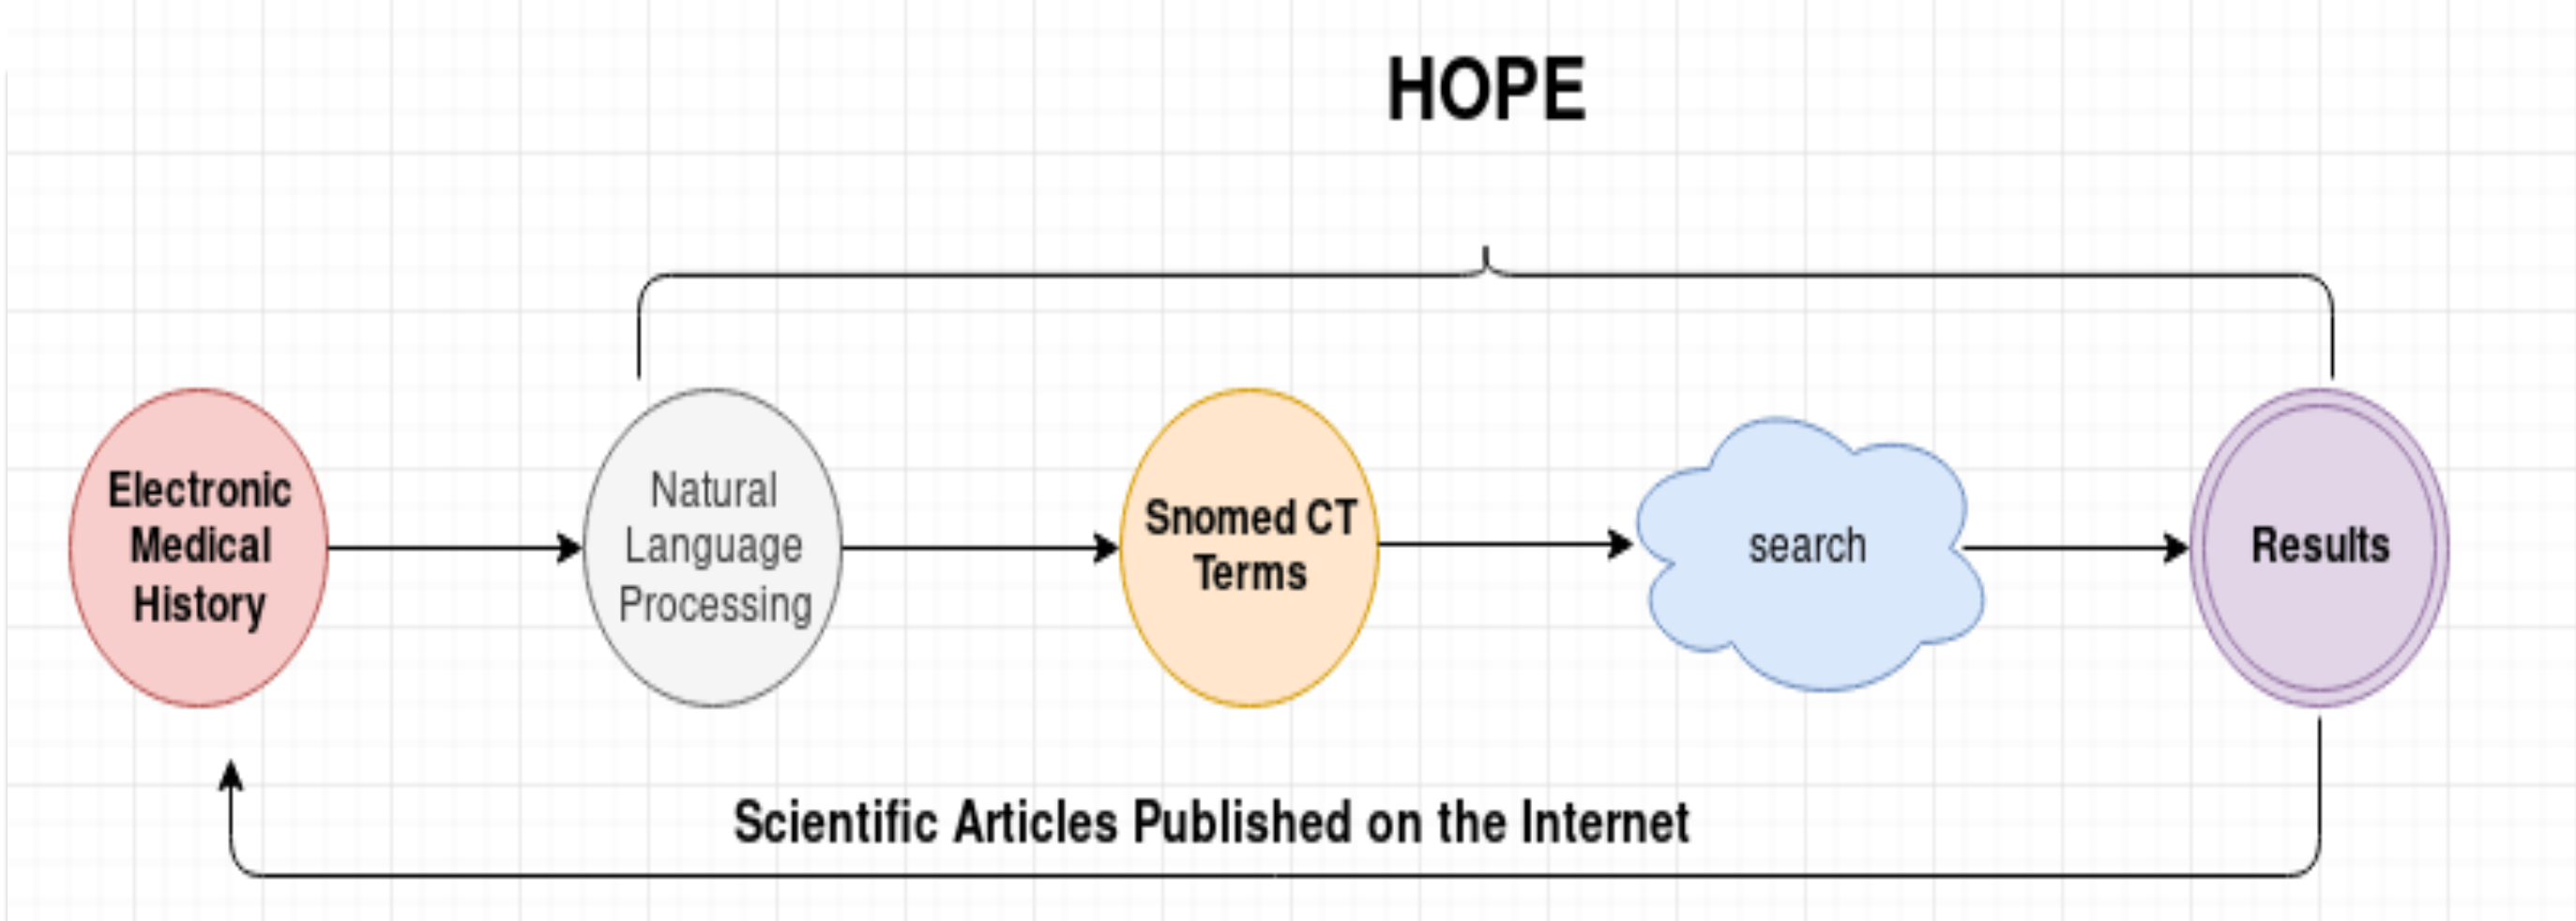 HOPE
Electronic
Medical
History
Natural
Language
Processing
Snomed CT
Terms
search
Results
Scientific Articles Published on the Internet